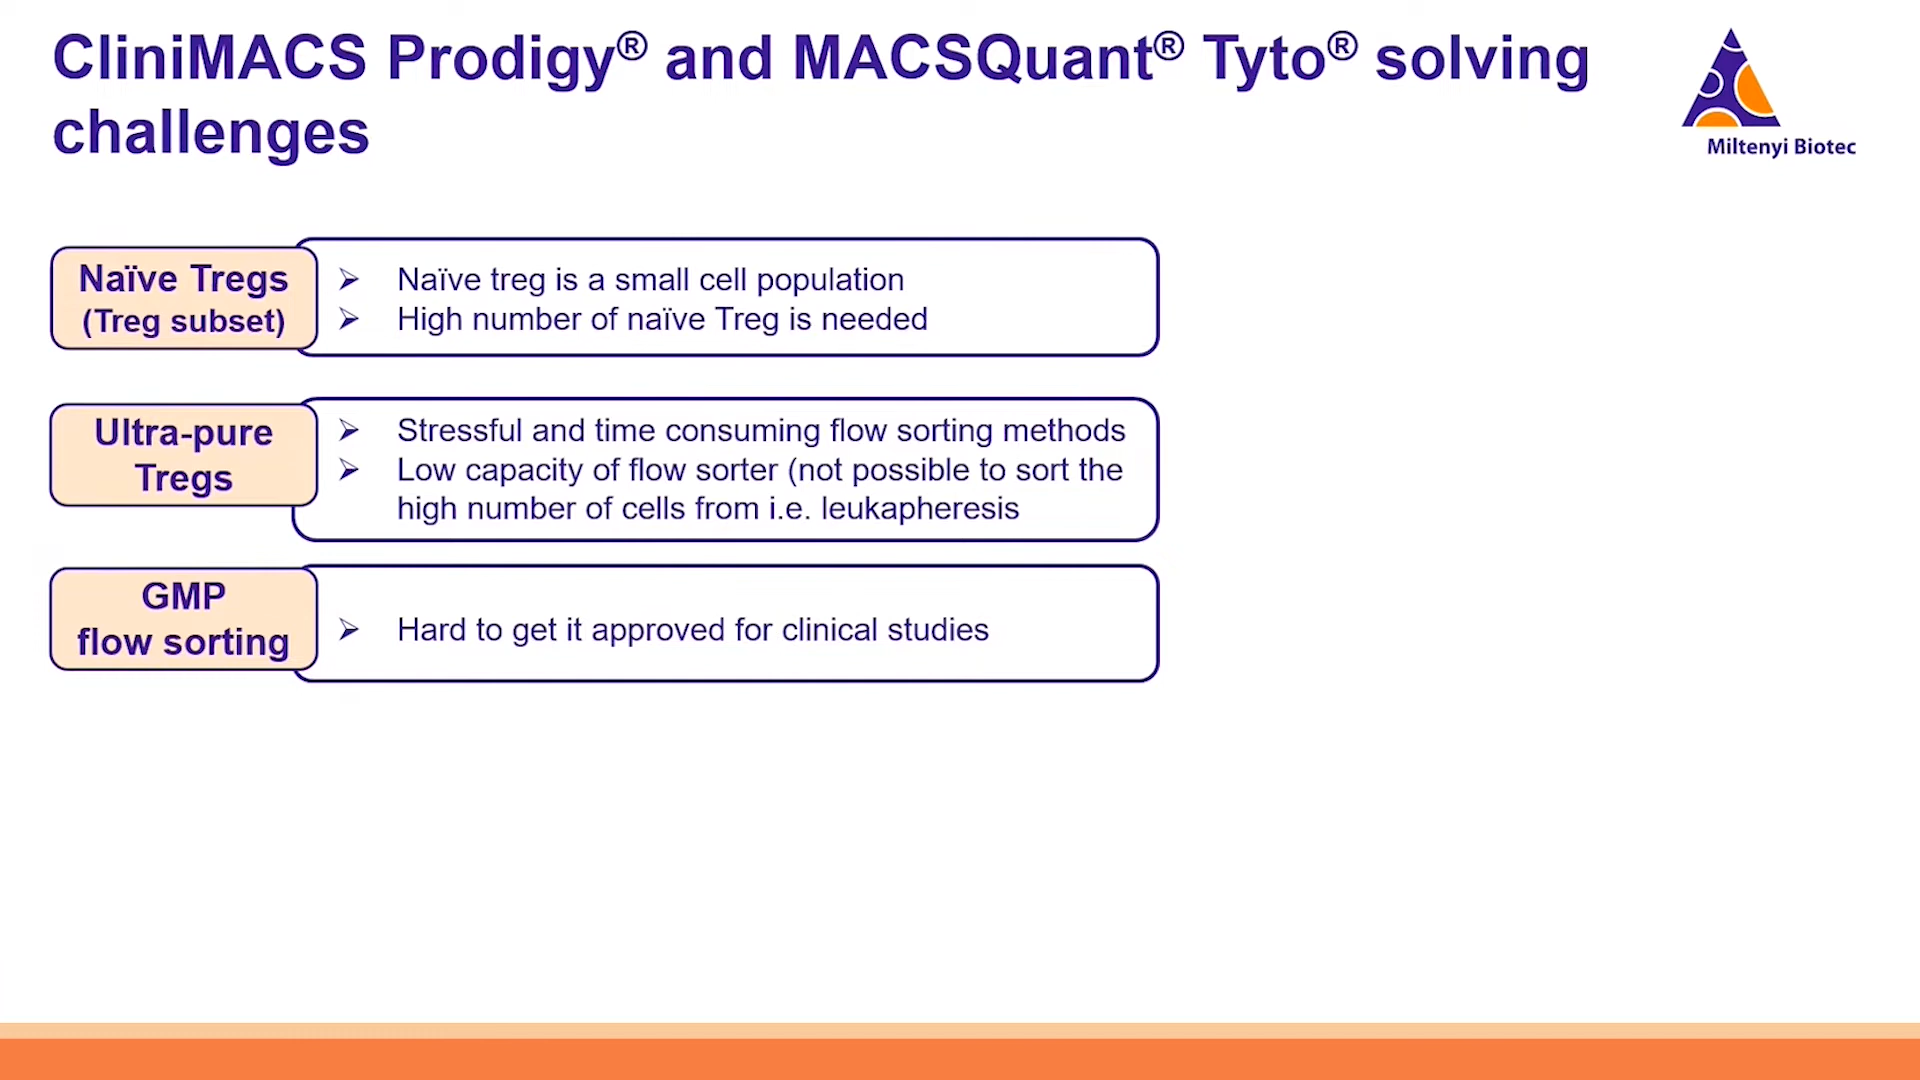 CliniMACS Prodigy® and MACSQuant® Tyto® solving
challenges
Miltenyi Biotec
Naïve Tregs
(Treg subset)
➢ Naïve treg is a small cell population
➢ High number of naïve Treg is needed
Ultra-pure
Tregs
➢ Stressful and time consuming flow sorting methods
➢ Low capacity of flow sorter (not possible to sort the
high number of cells from i.e. leukapheresis
GMP
flow sorting
➢ Hard to get it approved for clinical studies